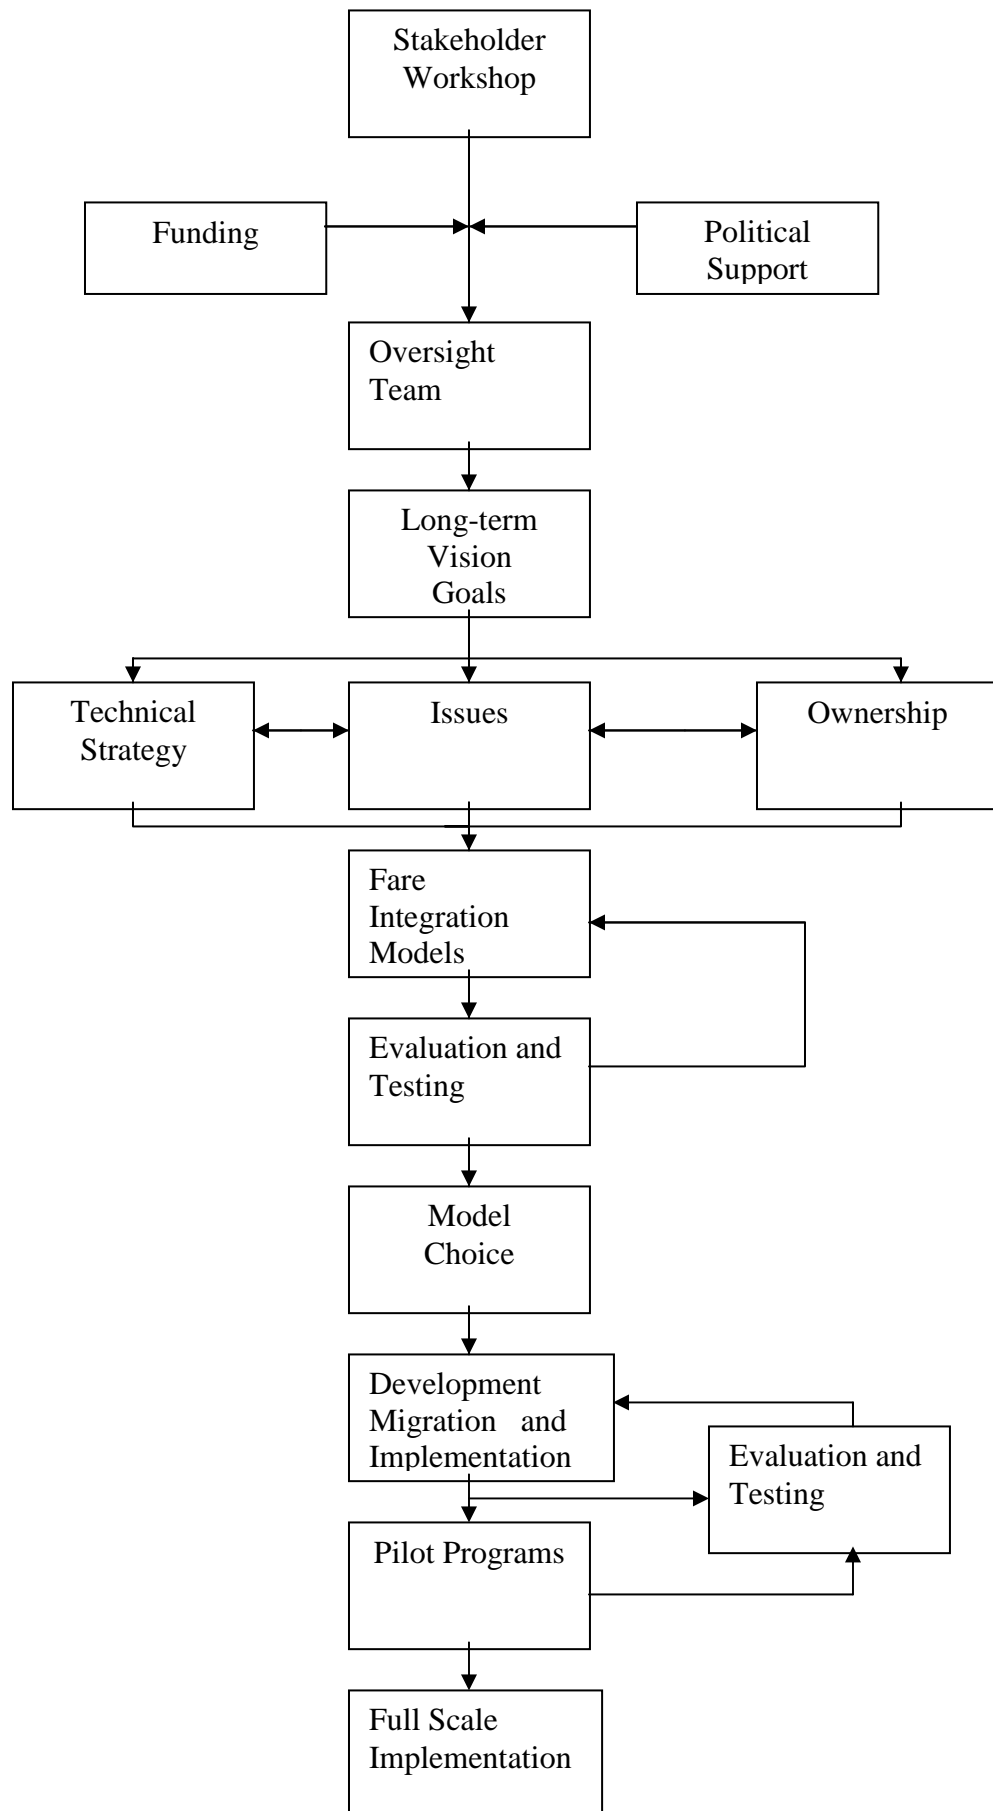 Stakeholder
Workshop
Funding
Political
Support
Oversight
Team
Long-term
Vision
Goals
Technical
Strategy
Issues
Ownership
Fare
Integration
Models
Evaluation and
Testing
Model
Choice
Development
Migration and
Implementation
Evaluation and
Testing
Pilot Programs
Full Scale
Implementation